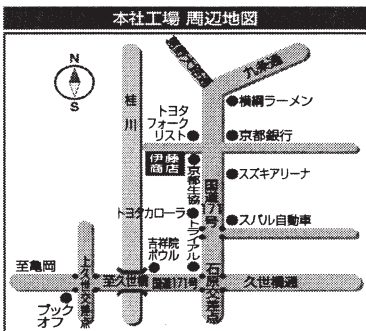 本社工場 周辺地図
N
S
九条通
桂川
トヨタ
フォーク
リスト
横綱ラーメン
京都銀行
伊藤
商店
京都生協
国道171号
スズキアリーナ
トヨタカローラ
トライアル
スバル自動車
上久世交差点
吉祥院
ボウル
至亀岡
至久世橋
国道171号
石原交差点
久世橋通
ブック
オフ